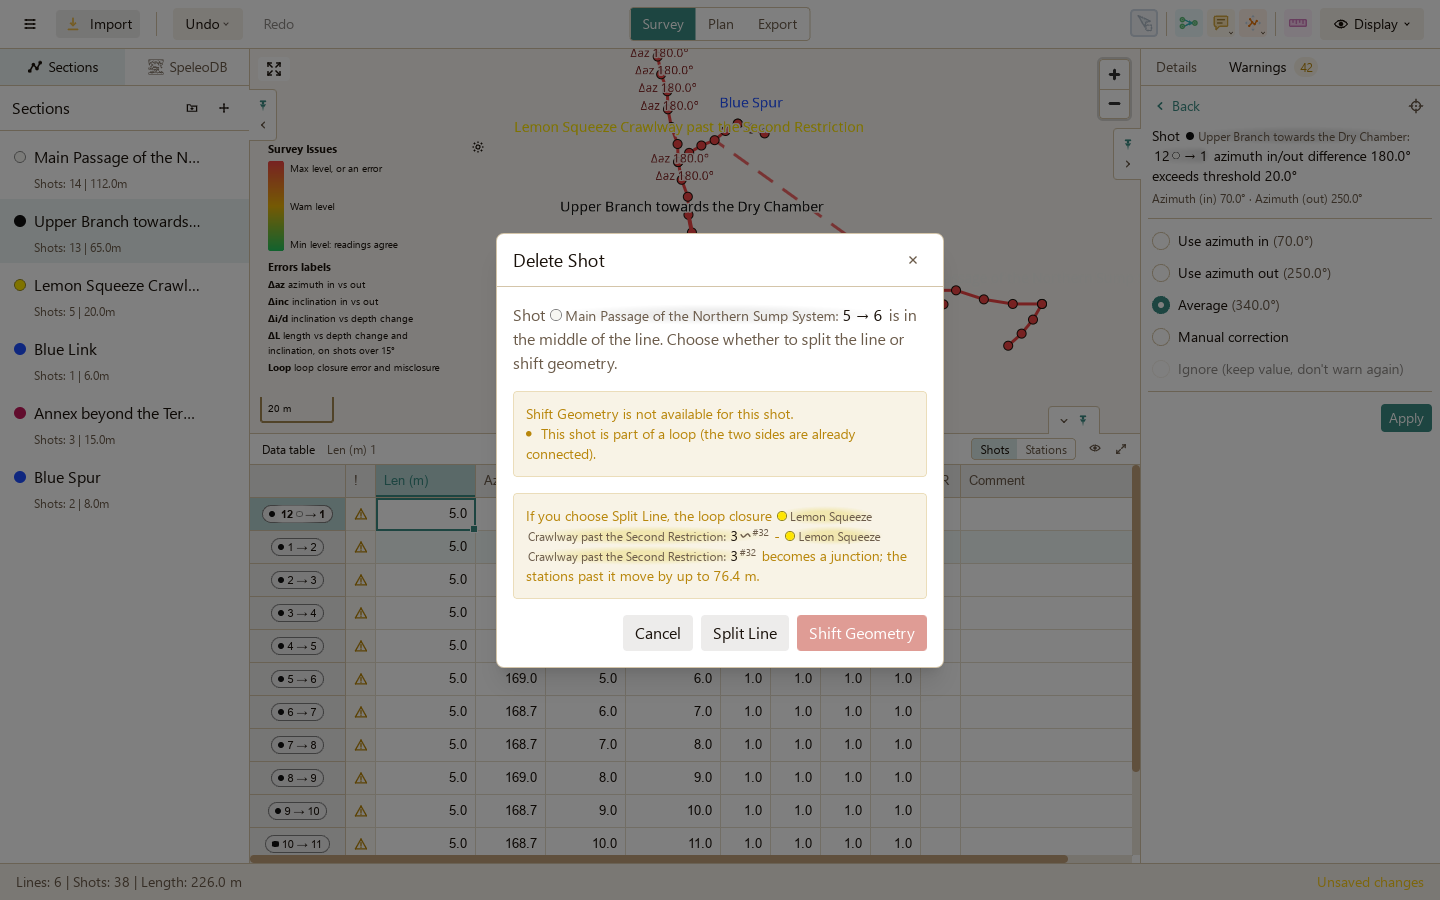 Import
Undo
Redo
Survey
Plan
Export
Display
Sections
SpeleoDB
Sections
Main Passage of the N...
Shots: 14 | 112.0m
Upper Branch towards...
Shots: 13 | 65.0m
Lemon Squeeze Crawl...
Shots: 5 | 20.0m
Blue Link
Shots: 1 | 6.0m
Annex beyond the Ter...
Shots: 3 | 15.0m
Blue Spur
Shots: 2 | 8.0m
Δaz 180.0°
Δaz 180.0°
Δaz 180.0°
Δaz 180.0°
Blue Spur
Lemon Squeeze Crawlway past the Second Restriction
Δaz 180.0°
Δaz 180.0°
Upper Branch towards the Dry Chamber
Survey Issues
Max level, or an error
Warn level
Min level: readings agree
Errors labels
Δaz azimuth in vs out
Δinc inclination in vs out
Δi/d inclination vs depth change
ΔL length vs depth change and
inclination, on shots over 15°
Loop loop closure error and misclosure
20 m
Details
Warnings 42
Back
Shot Upper Branch towards the Dry Chamber:
12 → 1 azimuth in/out difference 180.0°
exceeds threshold 20.0°
Azimuth (in) 70.0° · Azimuth (out) 250.0°
Use azimuth in (70.0°)
Use azimuth out (250.0°)
Average (340.0°)
Manual correction
Ignore (keep value, don't warn again)
Apply
Delete Shot
×
Shot Main Passage of the Northern Sump System: 5 → 6 is in
the middle of the line. Choose whether to split the line or
shift geometry.
Shift Geometry is not available for this shot.
• This shot is part of a loop (the two sides are already
connected).
If you choose Split Line, the loop closure Lemon Squeeze
Crawlway past the Second Restriction: 3 #32 - Lemon Squeeze
Crawlway past the Second Restriction: 3 #32 becomes a junction; the
stations past it move by up to 76.4 m.
Cancel
Split Line
Shift Geometry
Data table
Len (m) 1
Shots
Stations
! Len (m) Az R Comment
12 → 1 5.0
1 → 2 5.0
2 → 3 5.0
3 → 4 5.0
4 → 5 5.0
5 → 6 5.0 169.0 5.0 6.0 1.0 1.0 1.0 1.0
6 → 7 5.0 168.7 6.0 7.0 1.0 1.0 1.0 1.0
7 → 8 5.0 168.7 7.0 8.0 1.0 1.0 1.0 1.0
8 → 9 5.0 169.0 8.0 9.0 1.0 1.0 1.0 1.0
9 → 10 5.0 168.7 9.0 10.0 1.0 1.0 1.0 1.0
10 → 11 5.0 168.7 10.0 11.0 1.0 1.0 1.0 1.0
Lines: 6 | Shots: 38 | Length: 226.0 m
Unsaved changes